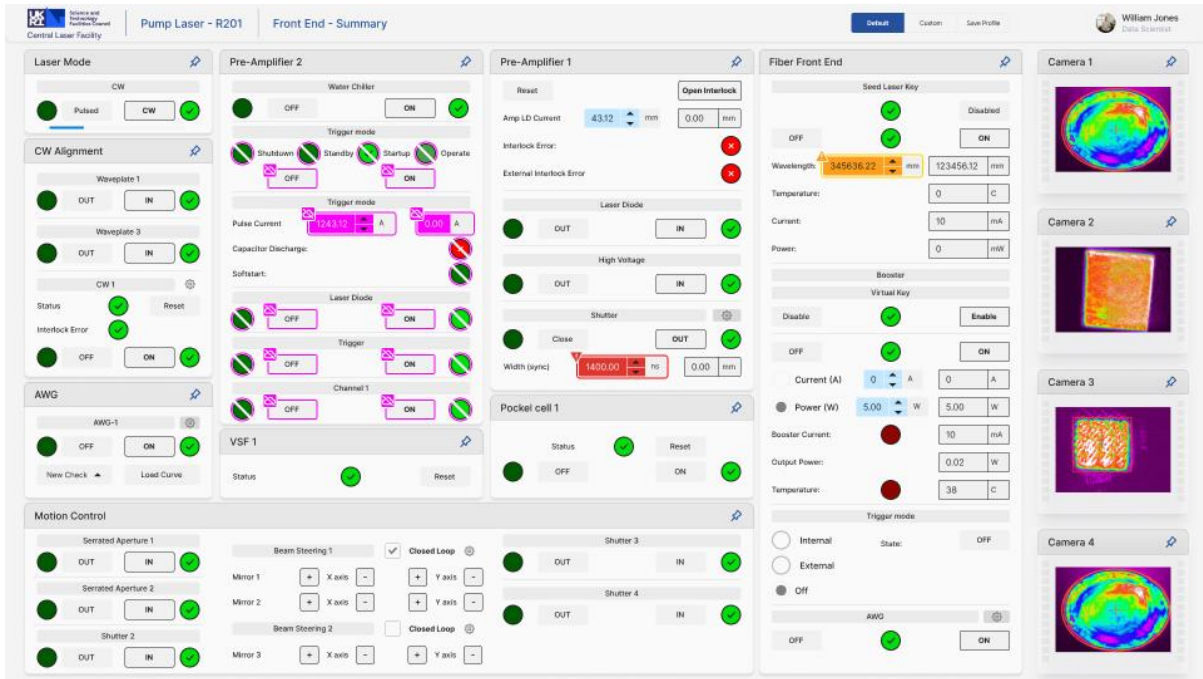 UK RI
Science and Technology Facilities Council
Central Laser Facility
Pump Laser - R201
Front End - Summary
Default
Custom
Save Profile
William Jones
Data Scientist
Laser Mode
CW
Pulsed
CW
CW Alignment
Waveplate 1
OUT
IN
Waveplate 3
OUT
IN
CW 1
Status
Reset
Interlock Error
OFF
ON
AWG
AWG-1
OFF
ON
New Check
Load Curve
Pre-Amplifier 2
Water Chiller
OFF
ON
Trigger mode
Shutdown
Standby
Startup
Operate
OFF
ON
Trigger mode
Pulse Current
1243.12
A
0.00
A
Capacitor Discharge:
Softstart:
Laser Diode
OFF
ON
Trigger
OFF
ON
Channel 1
OFF
ON
VSF 1
Status
Reset
Pre-Amplifier 1
Reset
Open Interlock
Amp LD Current
43.12
mm
0.00
mm
Interlock Error:
External Interlock Error
Laser Diode
OUT
IN
High Voltage
OUT
IN
Shutter
Close
OUT
Width (sync)
1400.00
ns
0.00
mm
Pockel cell 1
Status
Reset
OFF
ON
Fiber Front End
Seed Laser Key
Disabled
OFF
ON
Wavelength:
345636.22
mm
123456.12
mm
Temperature:
0
C
Current:
10
mA
Power:
0
mW
Booster
Virtual Key
Disable
Enable
OFF
ON
Current (A)
0
A
0
A
Power (W)
5.00
W
5.00
W
Booster Current:
10
mA
Output Power:
0.02
W
Temperature:
38
C
Trigger mode
Internal
State:
OFF
External
Off
AWG
OFF
ON
Camera 1
Camera 2
Camera 3
Camera 4
Motion Control
Serrated Aperture 1
OUT
IN
Serrated Aperture 2
OUT
IN
Shutter 2
OUT
IN
Beam Steering 1
Closed Loop
Mirror 1
+ X axis -
+ Y axis -
Mirror 2
+ X axis -
+ Y axis -
Beam Steering 2
Closed Loop
Mirror 3
+ X axis -
+ Y axis -
Shutter 3
OUT
IN
Shutter 4
OUT
IN